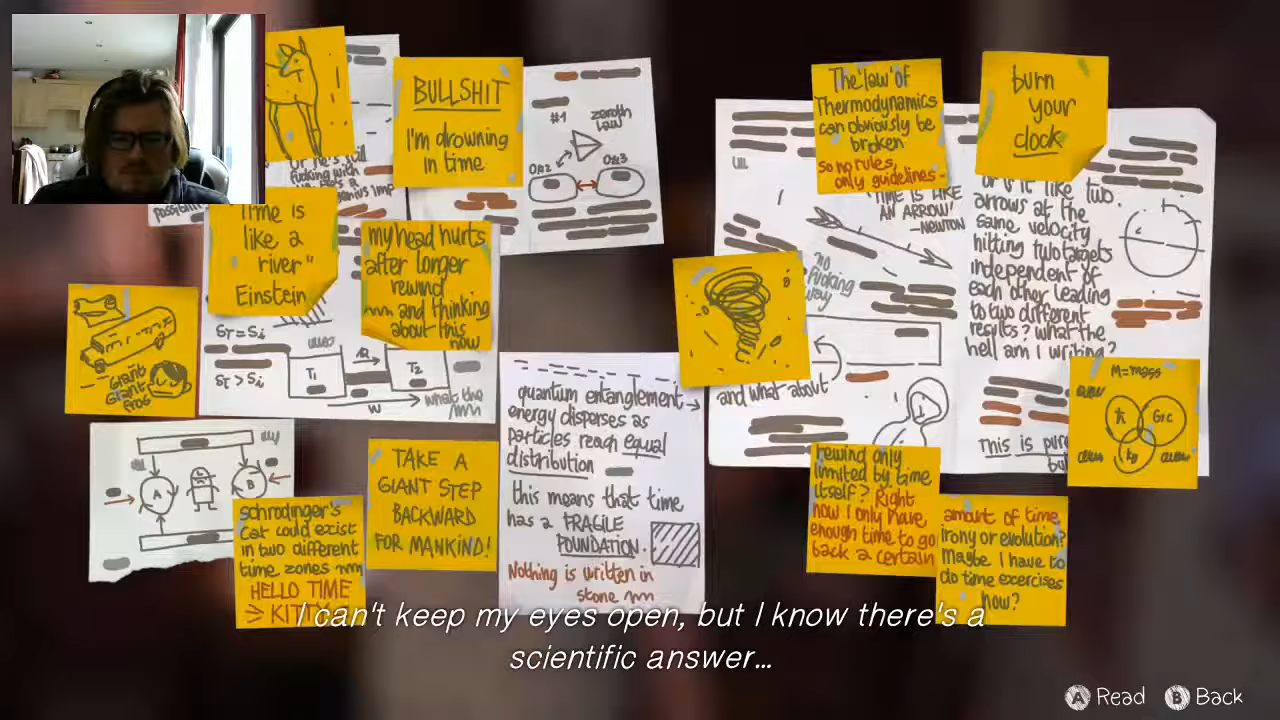 BULLSHIT
I'm drowning
in time
#1
zeroth
law
Time is
like a
river"
Einstein
my head hurts
after longer
rewind
and thinking
about this
now
ST=Si
ST>Si
T1
T2
W
what the
Giant
Giant
frog
A
B
schrodinger's
cat could exist
in two different
time zones
HELLO TIME
TAKE A
GIANT STEP
BACKWARD
FOR MANKIND!
quantum entanglement
energy disperses as
particles reach equal
distribution
this means that time
has a FRAGILE
FOUNDATION.
Nothing is written in
stone
The 'law' of
Thermodynamics
can obviously be
broken
so no rules,
only guidelines -
burn
your
clock
TIME IS LIKE
AN ARROW!
-NEWTON
no
fucking
way
and what about
or is it like two
arrows at the
same velocity
hitting two targets
independent of
each other leading
to two different
results? what the
hell am I writing?
This is
M=mass
ħ
G1c
rewind only
limited by time
itself? Right
now I only have
enough time to go
back a certain
amount of time
irony or evolution?
Maybe I have to
do time exercises
now?
I can't keep my eyes open, but I know there's a
scientific answer...
A Read B Back